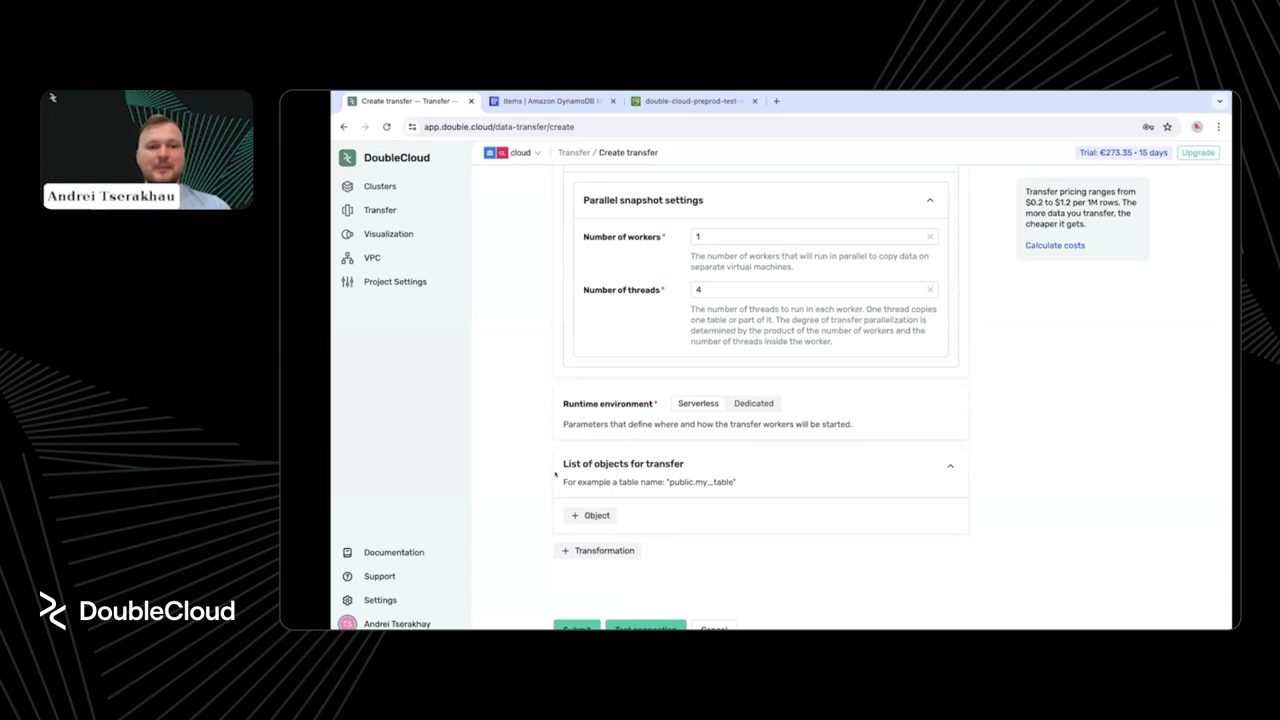 Andrei Tserakhau
DoubleCloud
Create transfer — Transfer —
Items | Amazon DynamoDB
double-cloud-preprod-test-
app.double.cloud/data-transfer/create
DoubleCloud
Clusters
Transfer
Visualization
VPC
Project Settings
Documentation
Support
Settings
Andrei Tserakhay
cloud
Transfer / Create transfer
Trial: €273.35 • 15 days
Upgrade
Parallel snapshot settings
Number of workers*
1
The number of workers that will run in parallel to copy data on
separate virtual machines.
Number of threads*
4
The number of threads to run in each worker. One thread copies
one table or part of it. The degree of transfer parallelization is
determined by the product of the number of workers and the
number of threads inside the worker.
Runtime environment*
Serverless
Dedicated
Parameters that define where and how the transfer workers will be started.
List of objects for transfer
For example a table name: "public.my_table"
+ Object
+ Transformation
Submit
Test connection
Cancel
Transfer pricing ranges from
$0.2 to $1.2 per 1M rows. The
more data you transfer, the
cheaper it gets.
Calculate costs